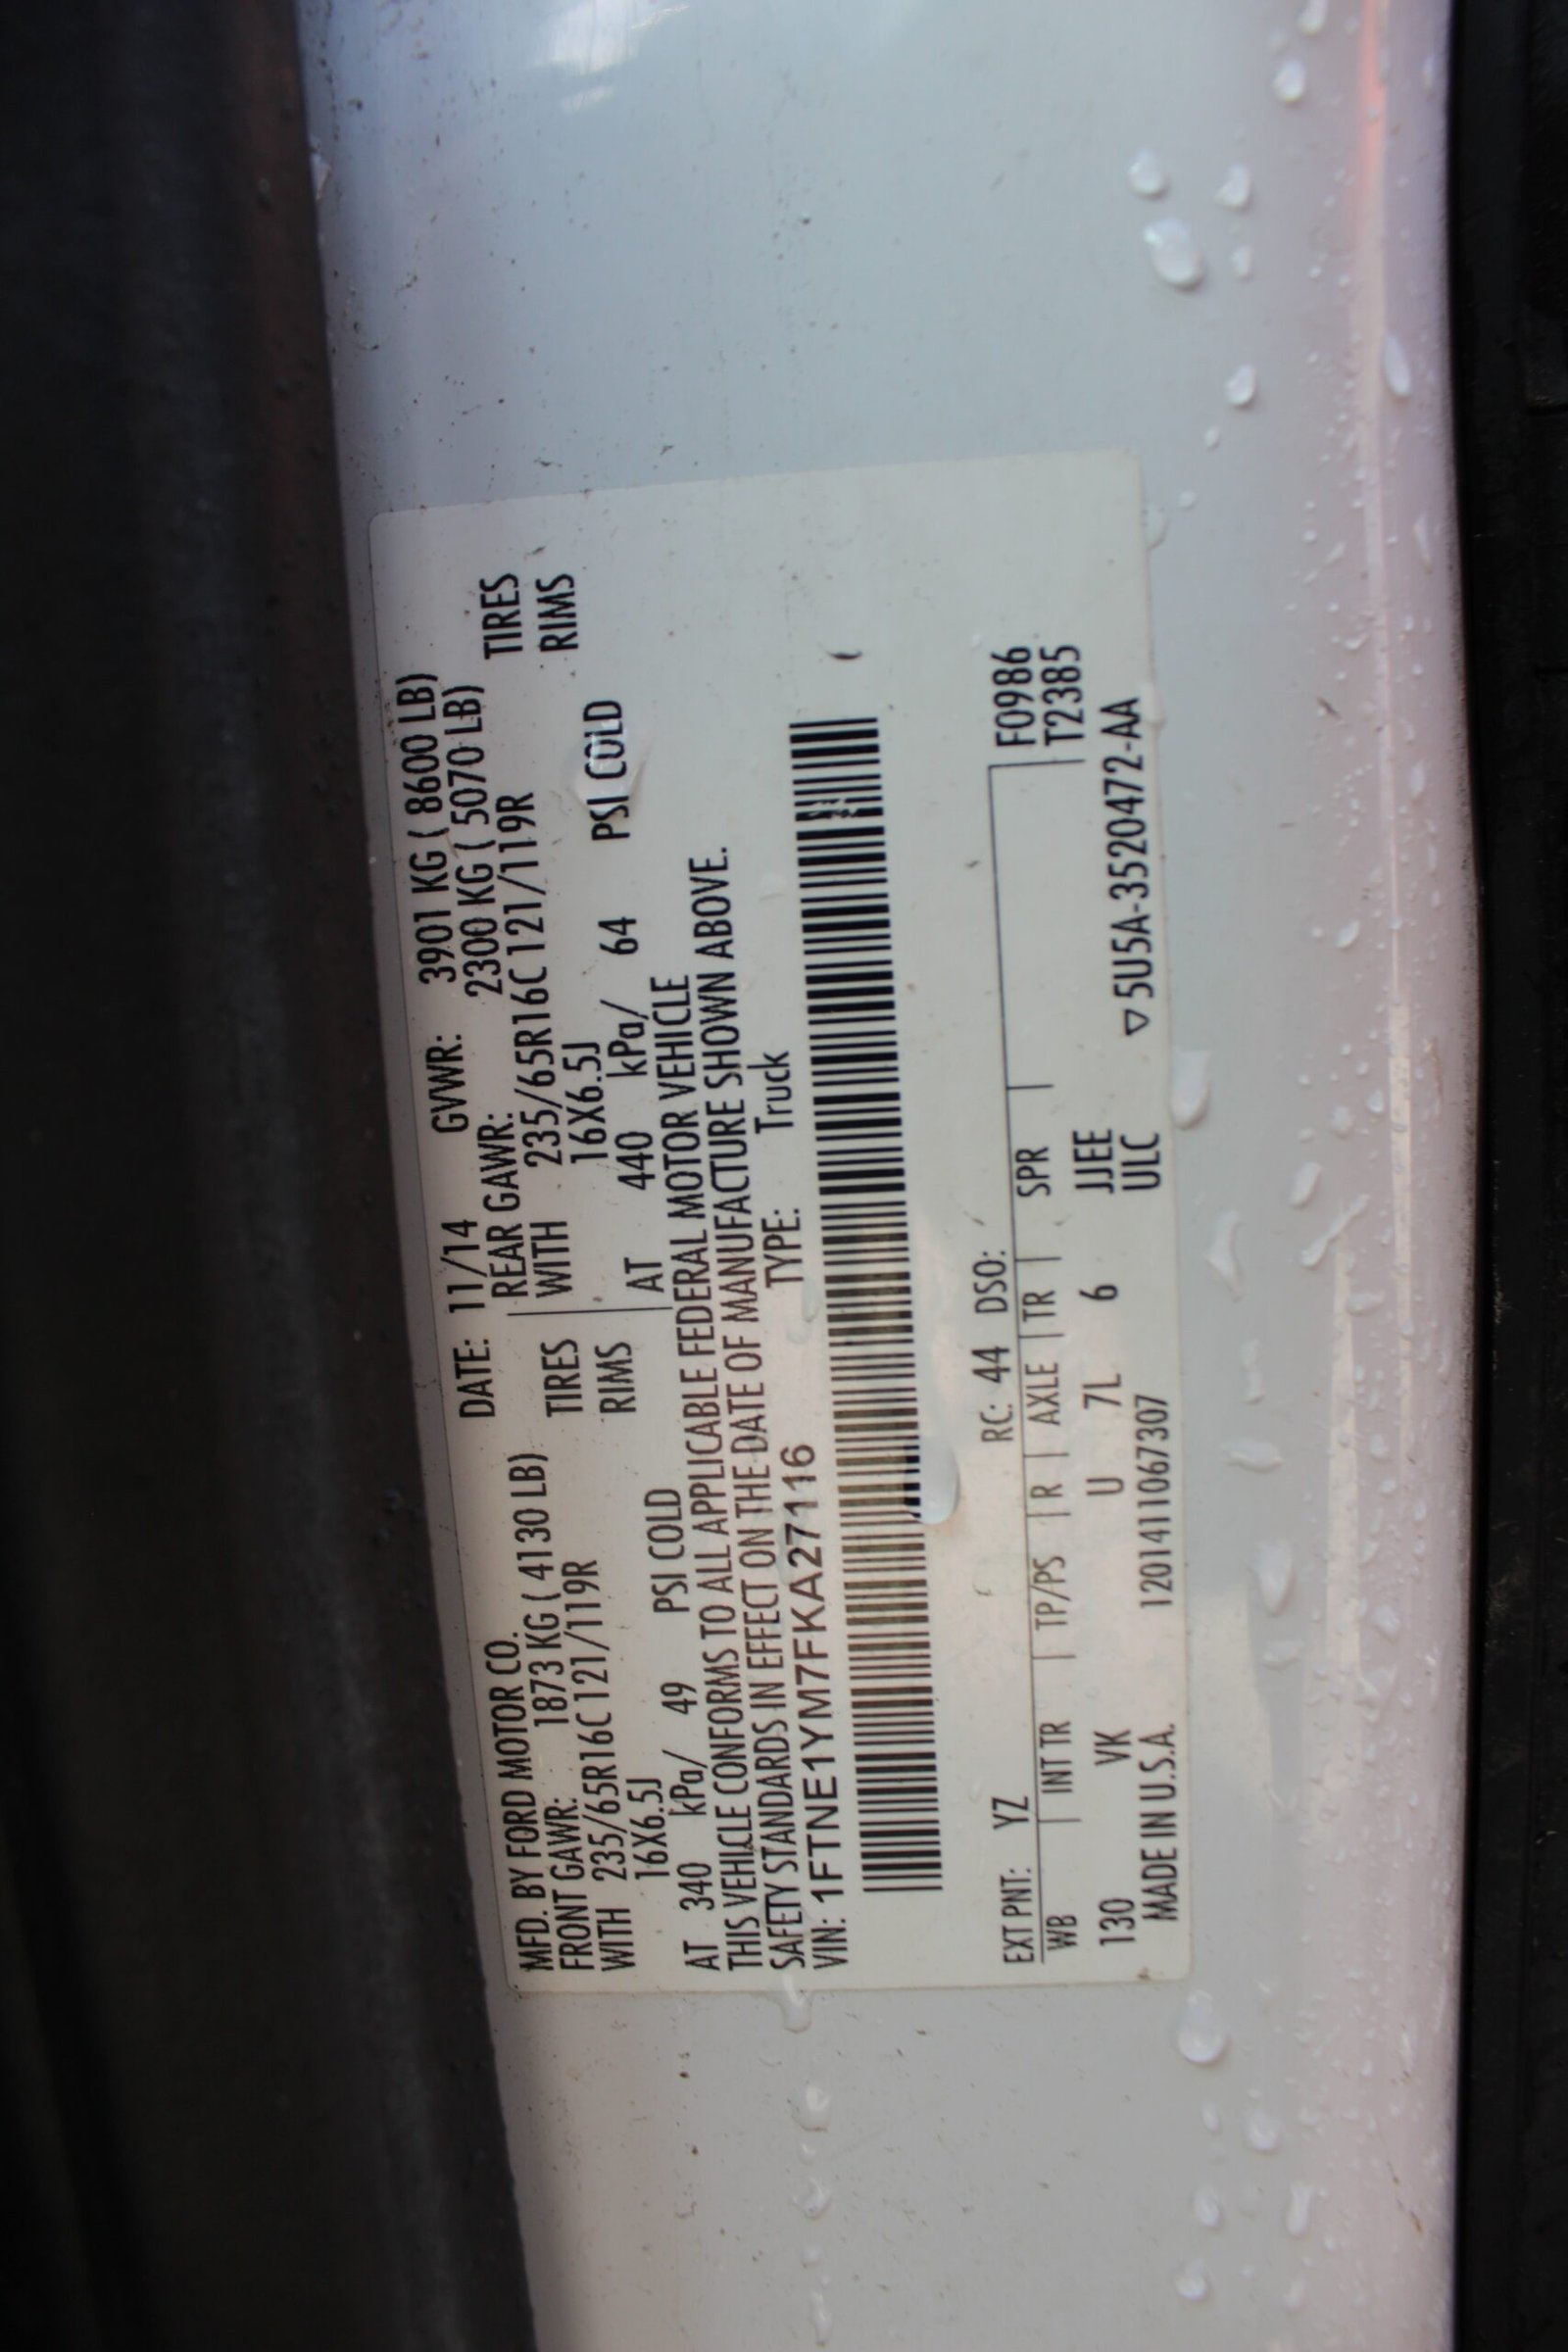 MFD. BY FORD MOTOR CO. DATE: 11/14 GVWR: 3901 KG ( 8600 LB)
FRONT GAWR: 1873 KG ( 4130 LB) REAR GAWR: 2300 KG ( 5070 LB)
WITH 235/65R16C 121/119R TIRES WITH 235/65R16C 121/119R TIRES
16X6.5J RIMS 16X6.5J RIMS
AT 340 kPa/ 49 PSI COLD AT 440 kPa/ 64 PSI COLD
THIS VEHICLE CONFORMS TO ALL APPLICABLE FEDERAL MOTOR VEHICLE
SAFETY STANDARDS IN EFFECT ON THE DATE OF MANUFACTURE SHOWN ABOVE.
VIN: 1FTNE1YM7FKA27116 TYPE: Truck
EXT PNT: YZ RC: 44 DSO: F0986
WB INT TR TP/PS R AXLE TR SPR T2385
130 VK U 7L 6 JJEE
ULC
MADE IN U.S.A. 1201411067307 ▽5U5A-3520472-AA